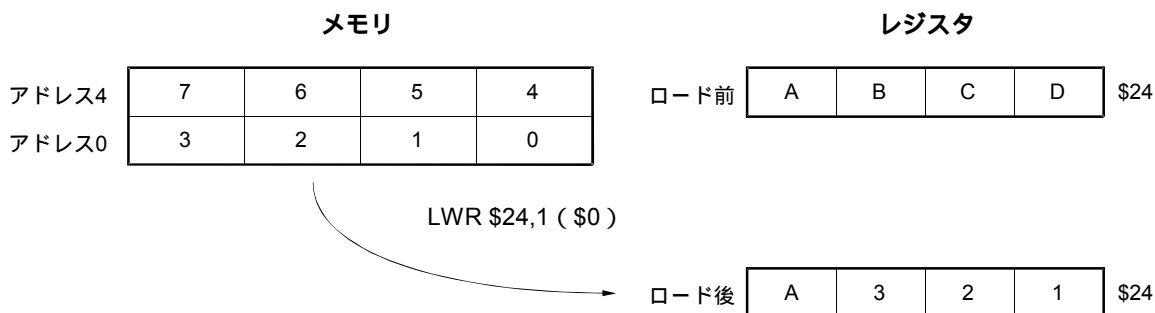 メモリ レジスタ
アドレス4 7 6 5 4 ロード前 A B C D $24
アドレス0 3 2 1 0
LWR $24,1 ( $0 )
ロード後 A 3 2 1 $24